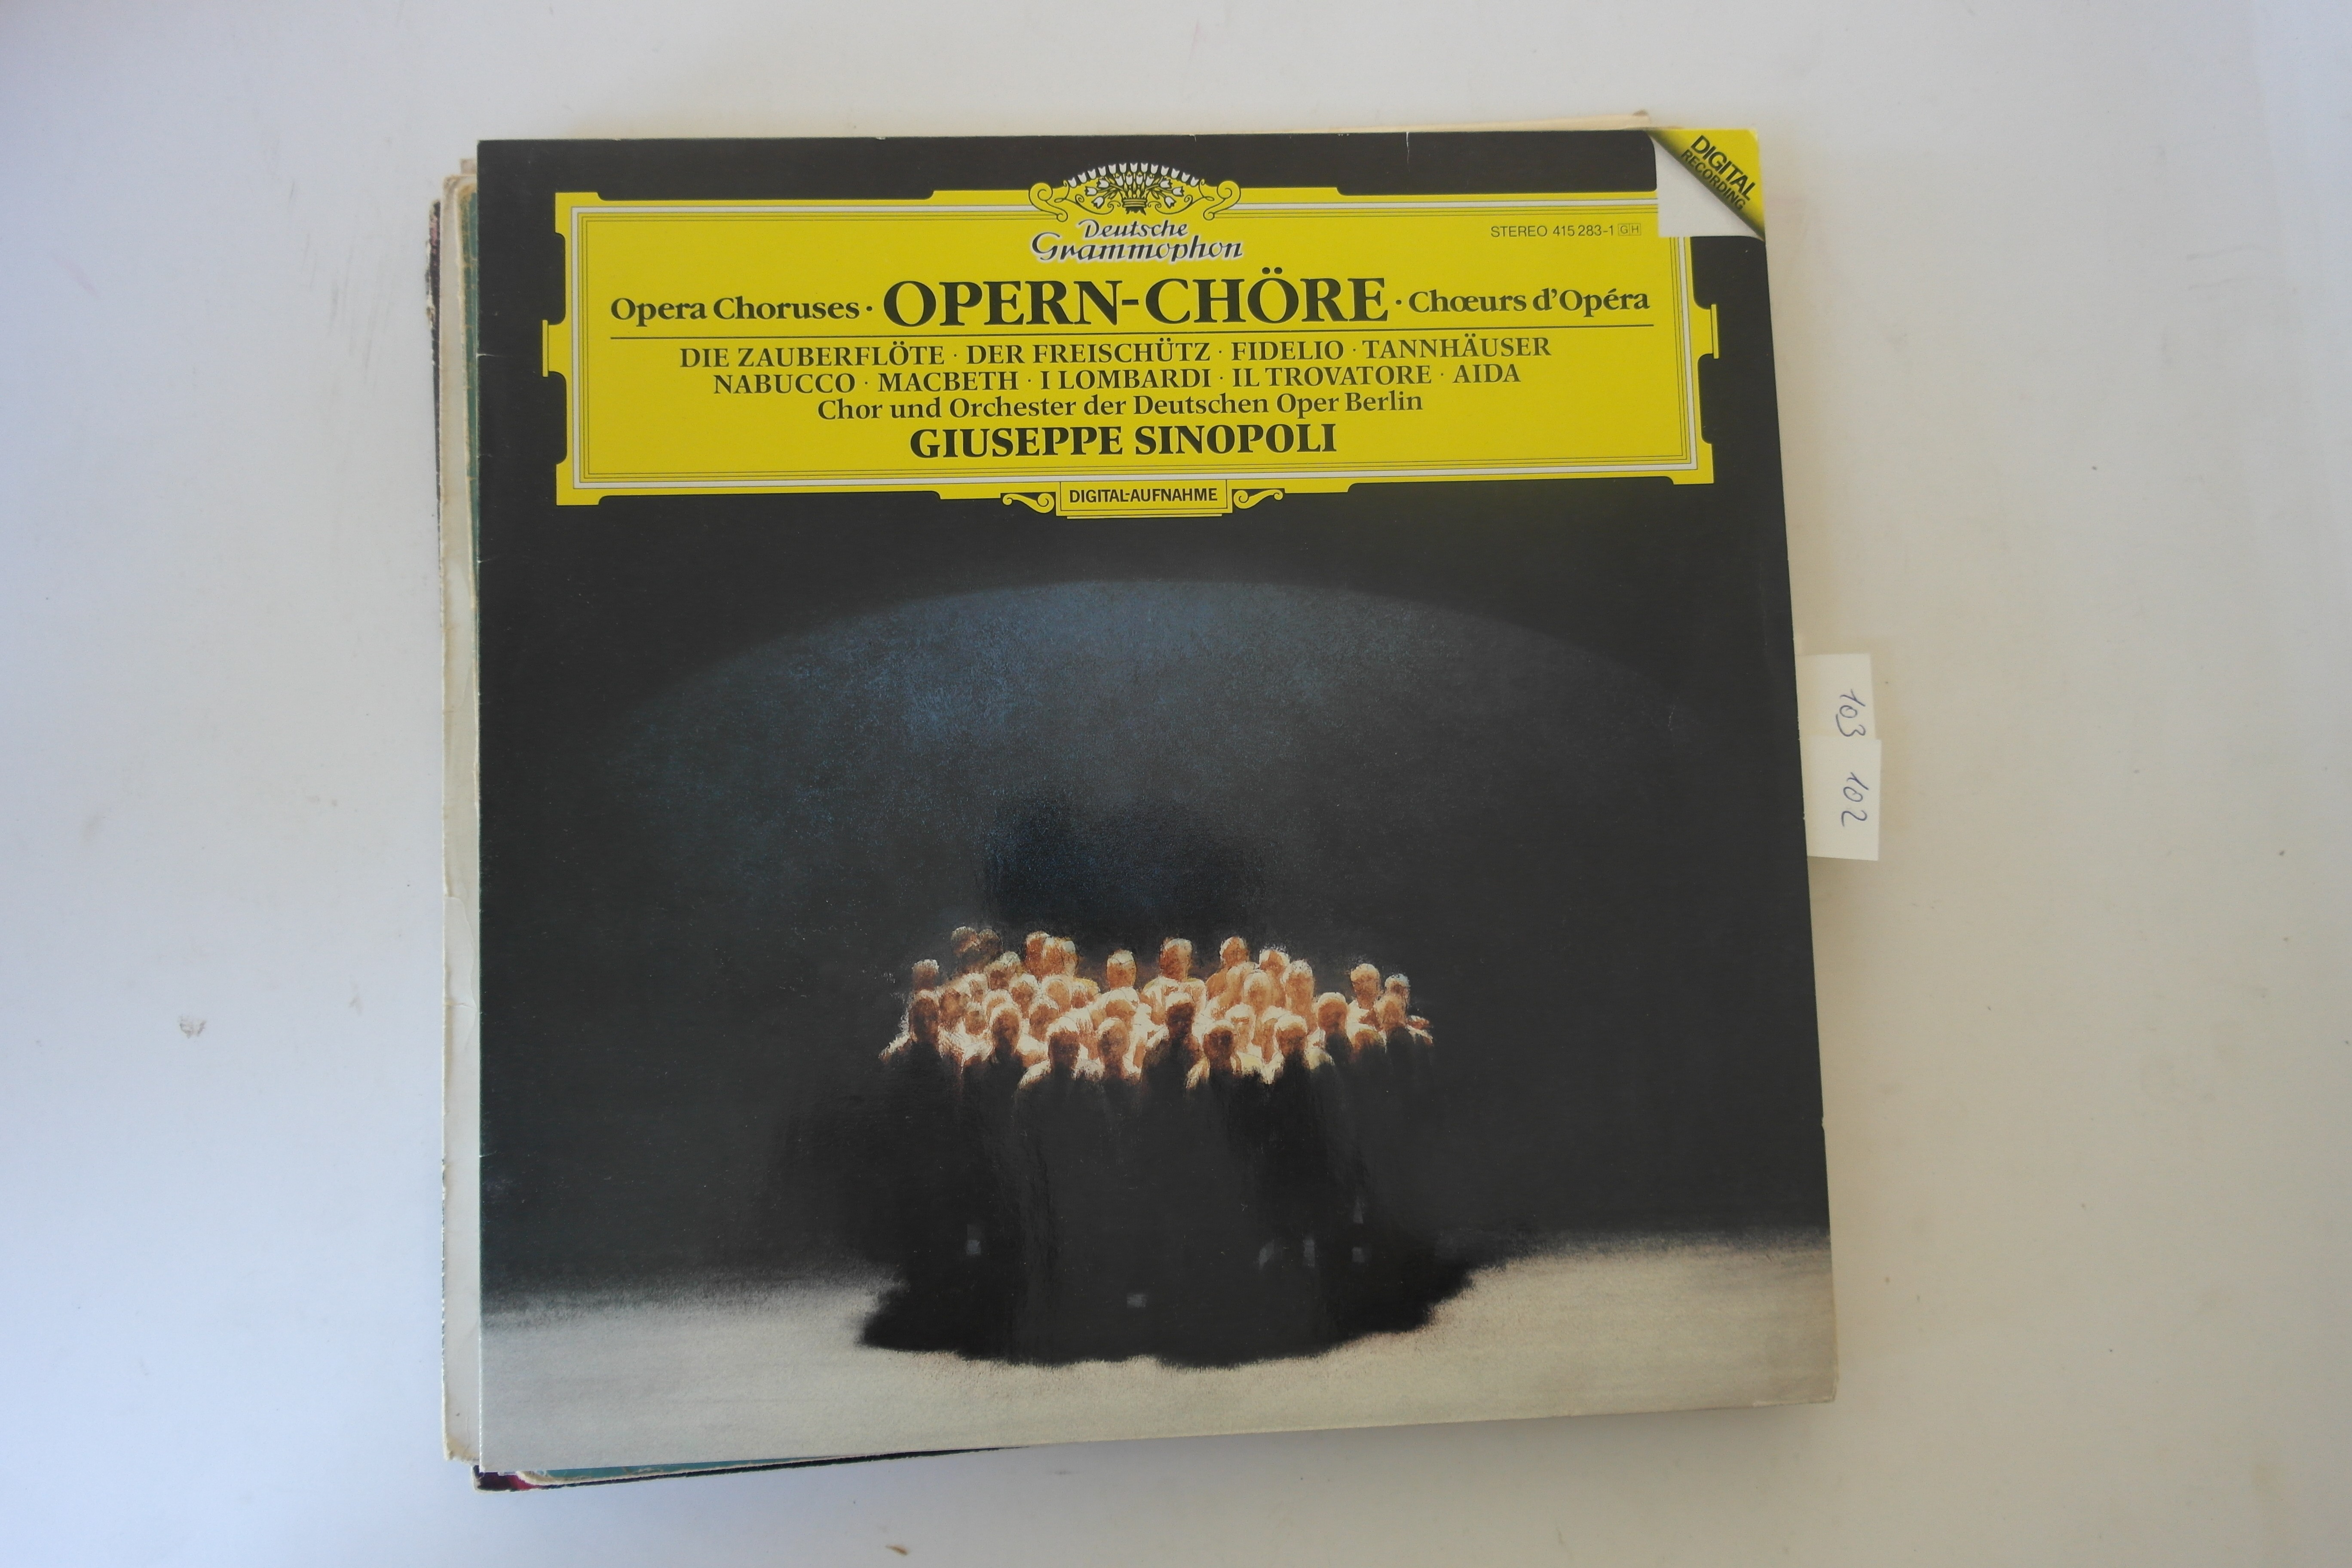 DIGITAL
RECORDING
Deutsche
Grammophon
STEREO 415 283-1 GH
Opera Choruses · OPERN-CHÖRE · Chœurs d'Opéra
DIE ZAUBERFLÖTE · DER FREISCHÜTZ · FIDELIO · TANNHÄUSER
NABUCCO · MACBETH · I LOMBARDI · IL TROVATORE · AIDA
Chor und Orchester der Deutschen Oper Berlin
GIUSEPPE SINOPOLI
DIGITAL-AUFNAHME
103
102